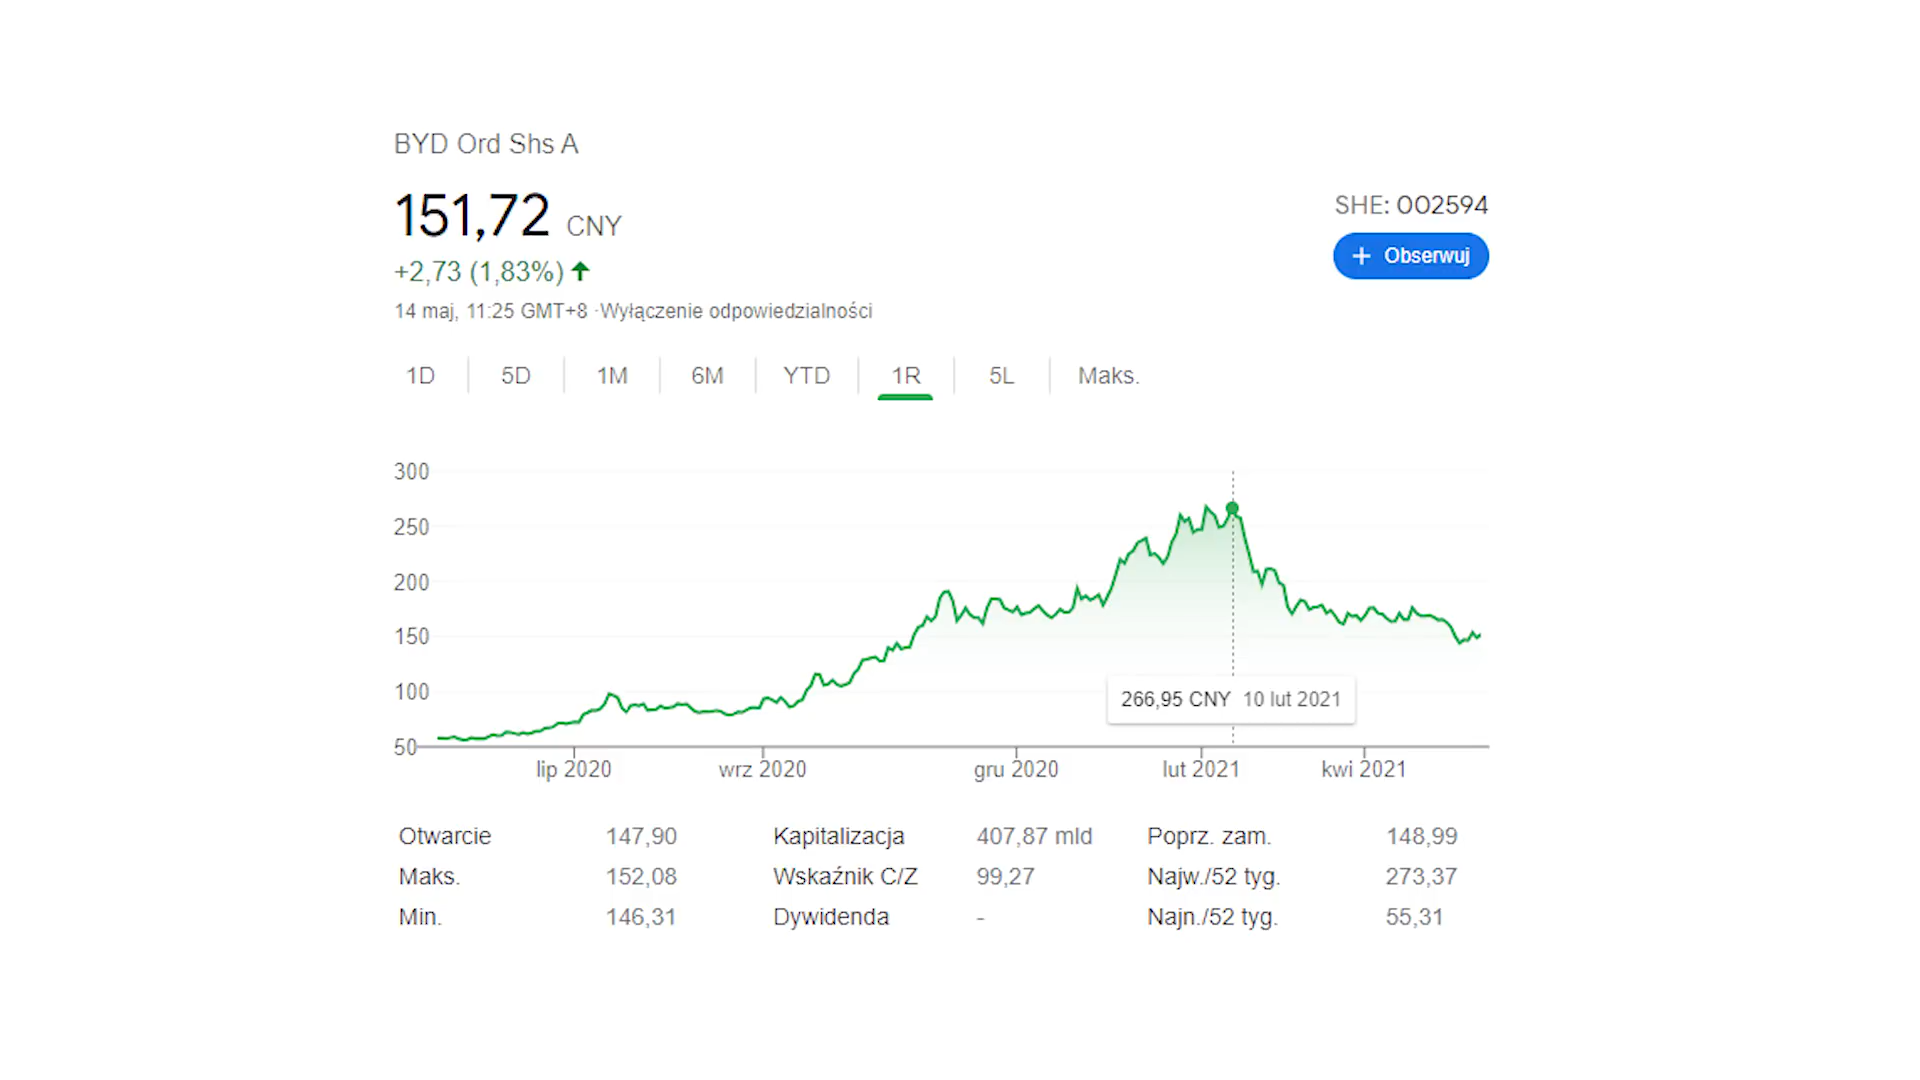 BYD Ord Shs A
151,72 CNY
SHE: 002594
+ Obserwuj
+2,73 (1,83%)
14 maj, 11:25 GMT+8 ·Wyłączenie odpowiedzialności
1D 5D 1M 6M YTD 1R 5L Maks.
300
250
200
150
100
50
266,95 CNY 10 lut 2021
lip 2020 wrz 2020 gru 2020 lut 2021 kwi 2021
Otwarcie 147,90 Kapitalizacja 407,87 mld Poprz. zam. 148,99
Maks. 152,08 Wskaźnik C/Z 99,27 Najw./52 tyg. 273,37
Min. 146,31 Dywidenda - Najn./52 tyg. 55,31